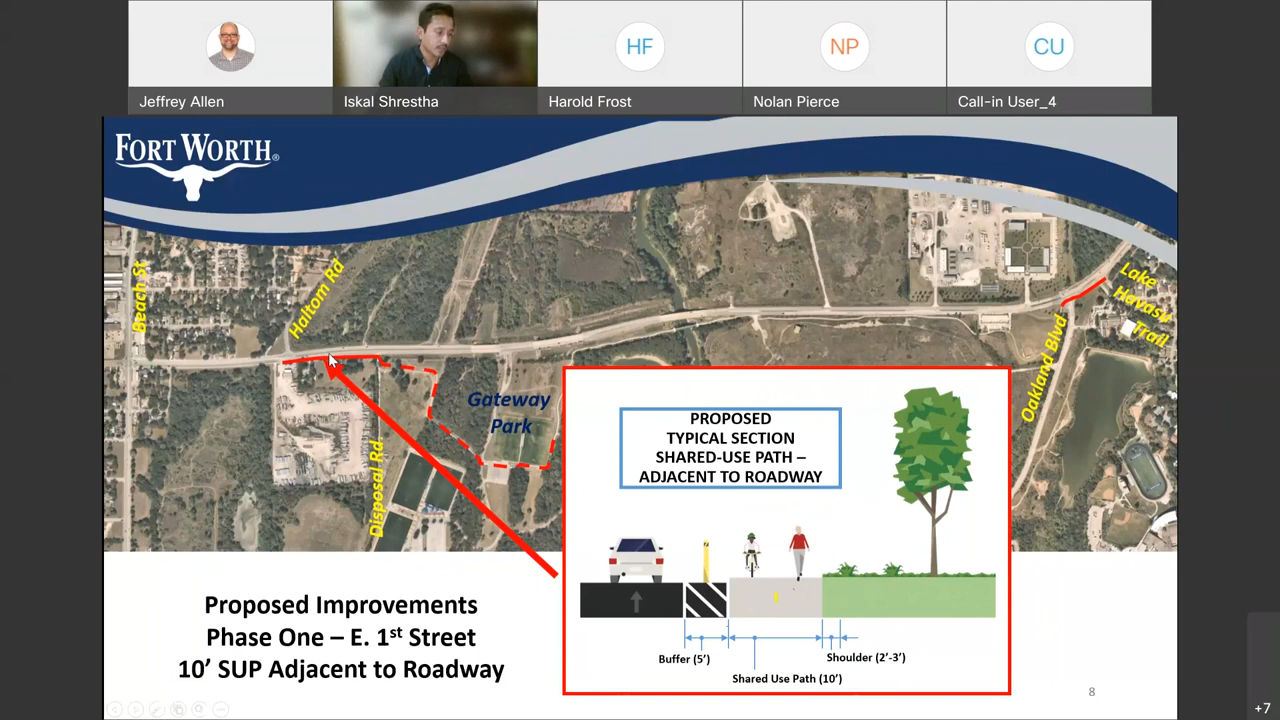 HF
NP
CU
Jeffrey Allen
Iskal Shrestha
Harold Frost
Nolan Pierce
Call-in User_4
FORT WORTH®
Beach St
Haltom Rd
Lake
Havasu
Trail
Oakland Blvd
Gateway
Park
Disposal Rd.
PROPOSED
TYPICAL SECTION
SHARED-USE PATH –
ADJACENT TO ROADWAY
Buffer (5')
Shoulder (2'-3')
Shared Use Path (10')
Proposed Improvements
Phase One – E. 1st Street
10’ SUP Adjacent to Roadway
8
+7